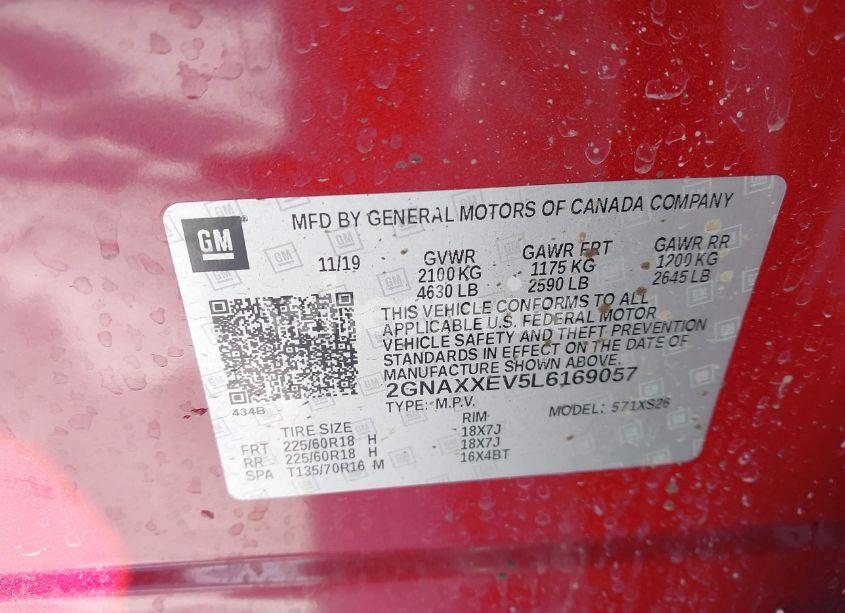 GM
MFD BY GENERAL MOTORS OF CANADA COMPANY
11/19 GVWR GAWR FRT GAWR RR
2100 KG 1175 KG 1200 KG
4630 LB 2590 LB 2645 LB
THIS VEHICLE CONFORMS TO ALL
APPLICABLE U.S. FEDERAL MOTOR
VEHICLE SAFETY AND THEFT PREVENTION
STANDARDS IN EFFECT ON THE DATE OF
MANUFACTURE SHOWN ABOVE.
2GNAXXEV5L6169057
434B TYPE: M.P.V. MODEL: 571XS26
TIRE SIZE RIM
FRT 225/60R18 H 18X7J
RR 225/60R18 H 18X7J
SPA T135/70R16 M 16X4BT